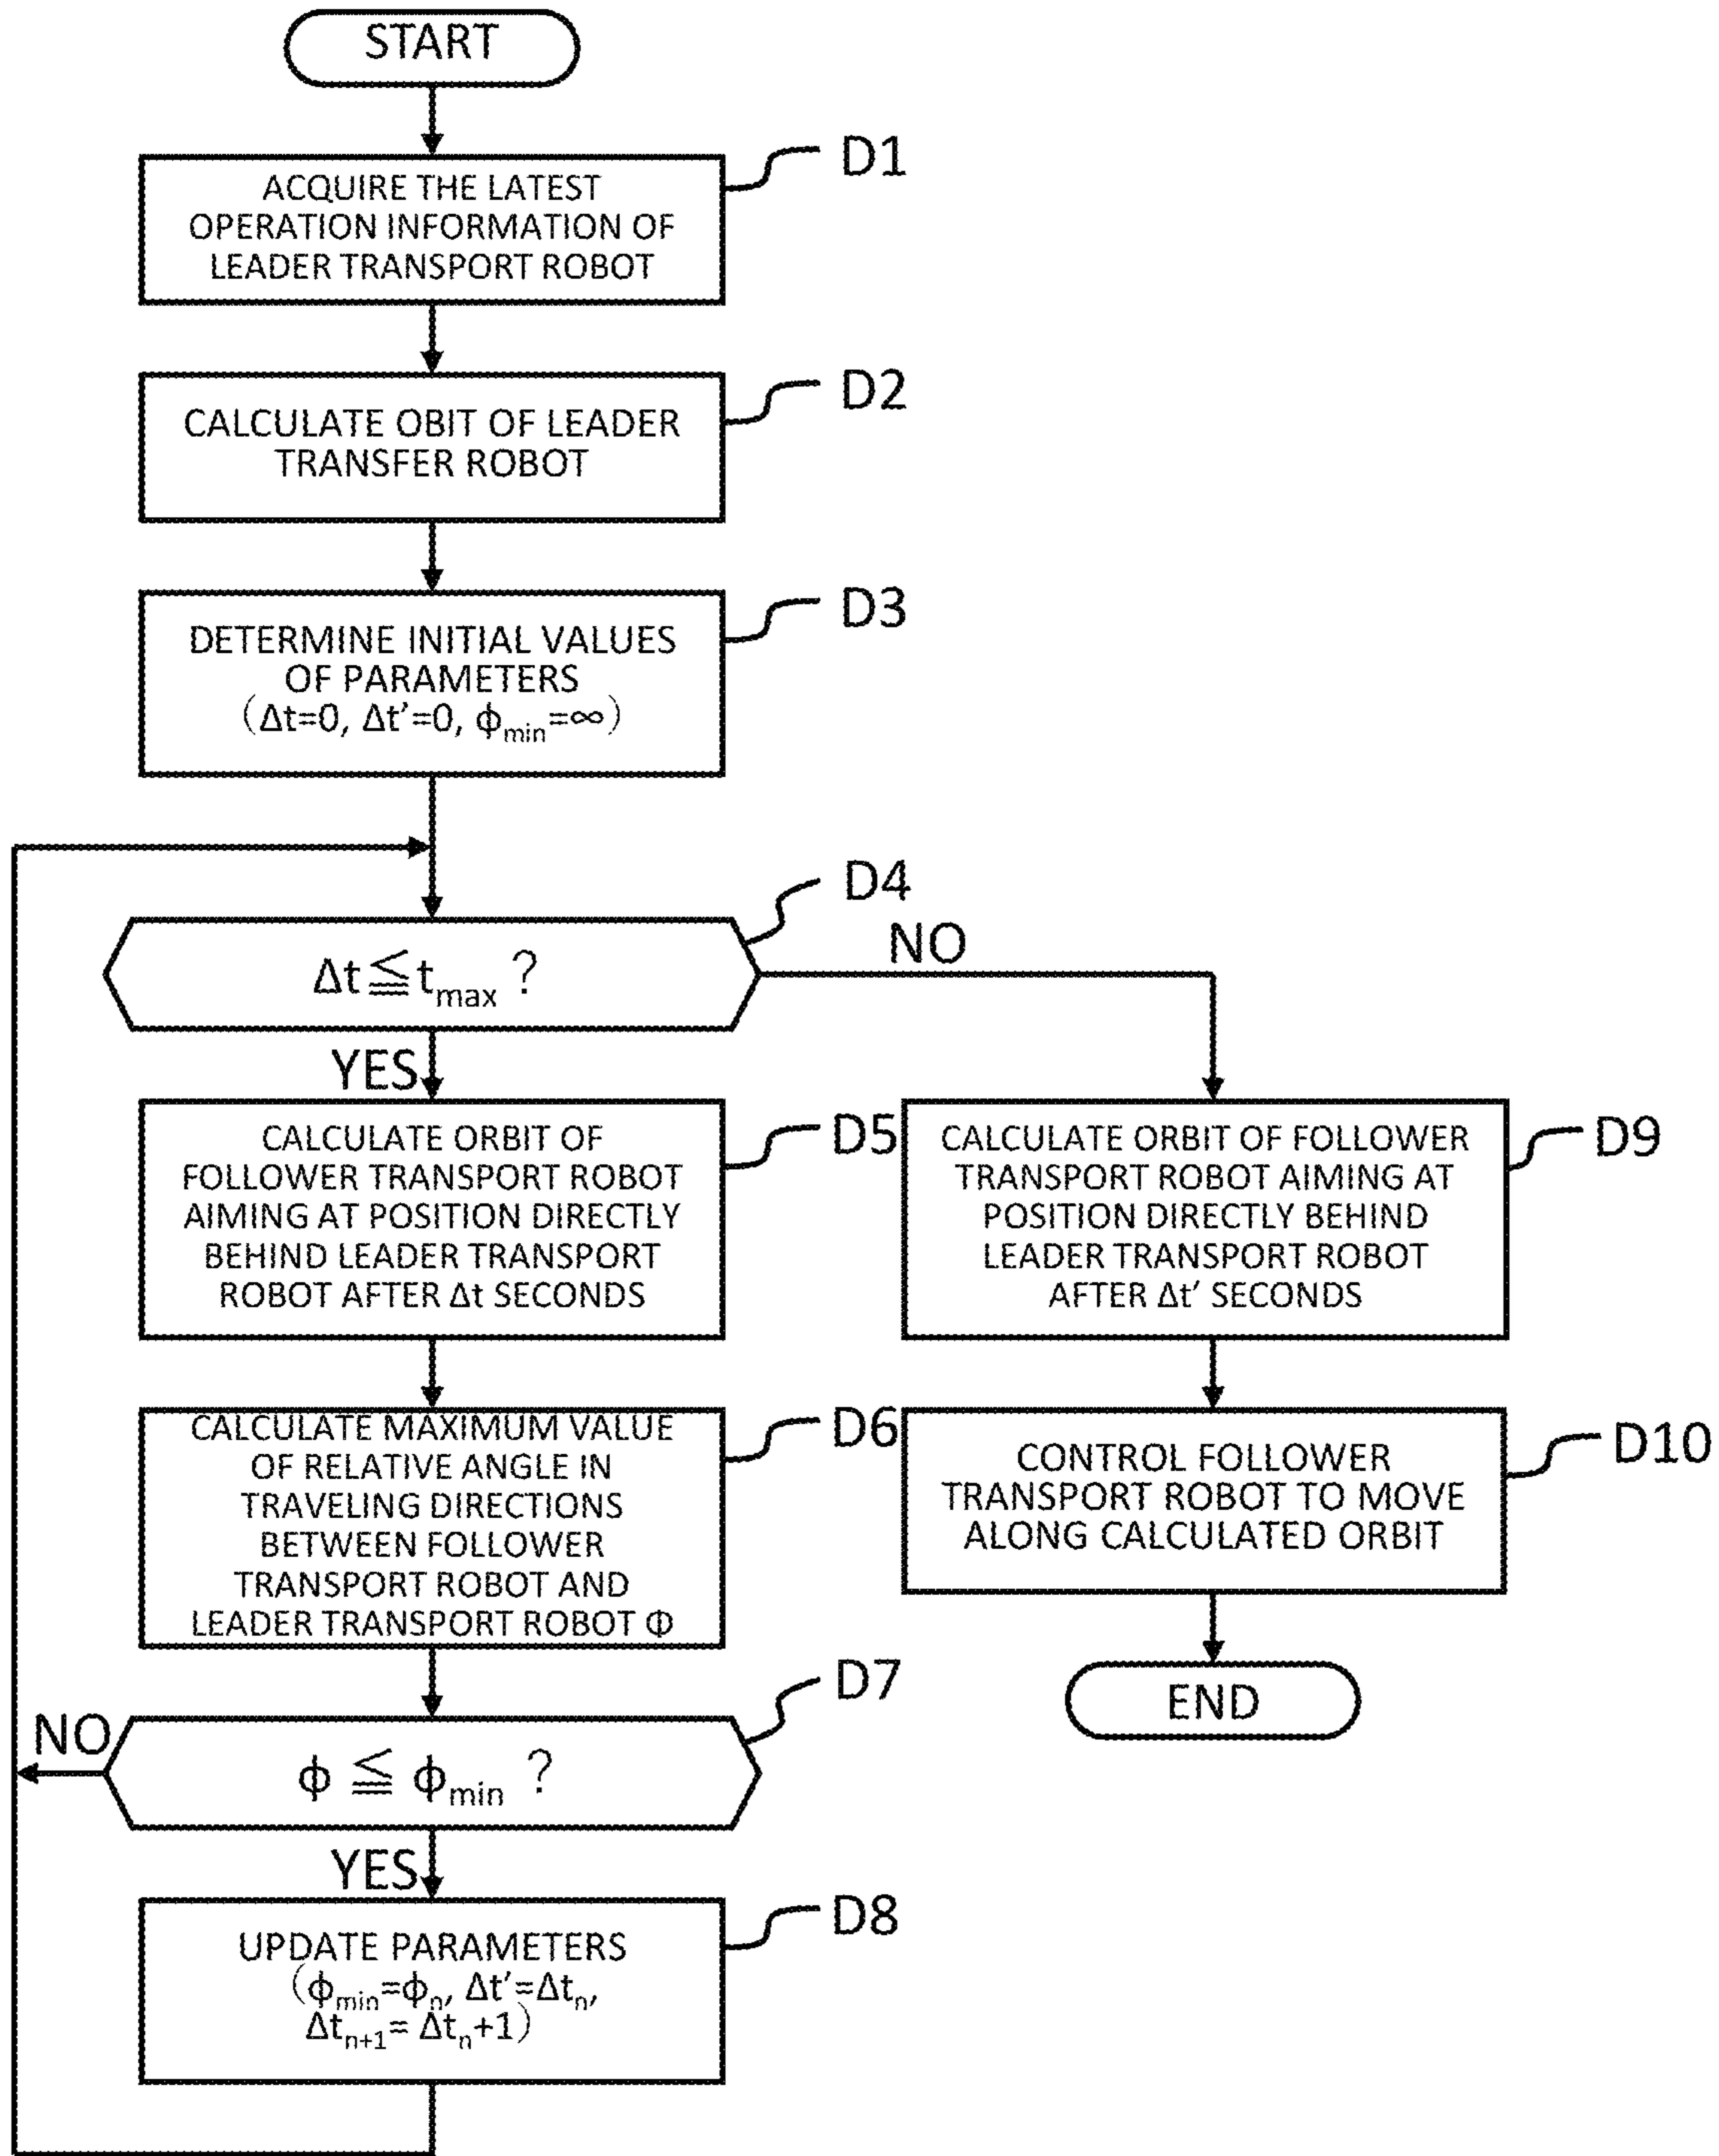 START
D1
ACQUIRE THE LATEST
OPERATION INFORMATION OF
LEADER TRANSPORT ROBOT
D2
CALCULATE OBIT OF LEADER
TRANSFER ROBOT
D3
DETERMINE INITIAL VALUES
OF PARAMETERS
(Δt=0, Δt'=0, ϕmin=∞)
D4
Δt ≦ tmax ?
NO
YES
D5
CALCULATE ORBIT OF
FOLLOWER TRANSPORT ROBOT
AIMING AT POSITION DIRECTLY
BEHIND LEADER TRANSPORT
ROBOT AFTER Δt SECONDS
D9
CALCULATE ORBIT OF FOLLOWER
TRANSPORT ROBOT AIMING AT
POSITION DIRECTLY BEHIND
LEADER TRANSPORT ROBOT
AFTER Δt' SECONDS
D6
CALCULATE MAXIMUM VALUE
OF RELATIVE ANGLE IN
TRAVELING DIRECTIONS
BETWEEN FOLLOWER
TRANSPORT ROBOT AND
LEADER TRANSPORT ROBOT Φ
D10
CONTROL FOLLOWER
TRANSPORT ROBOT TO MOVE
ALONG CALCULATED ORBIT
END
D7
ϕ ≦ ϕmin ?
NO
YES
D8
UPDATE PARAMETERS
(ϕmin=ϕn, Δt'=Δtn,
Δtn+1= Δtn+1)